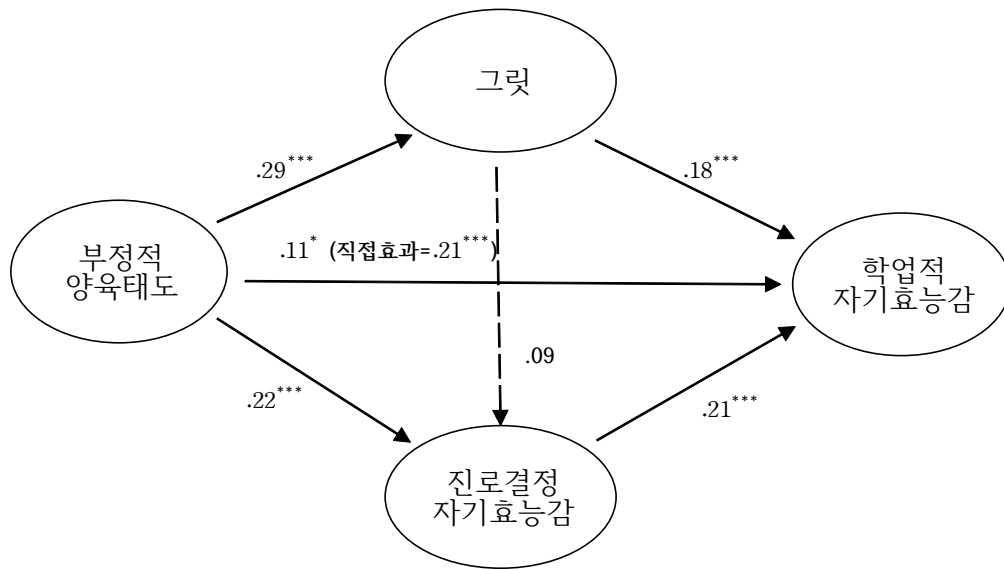 그릿
.29***
.18***
부정적
양육태도
.11* (직접효과=.21***)
학업적
자기효능감
.09
.22***
.21***
진로결정
자기효능감